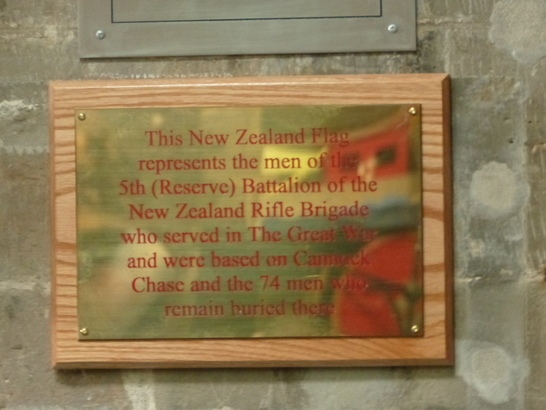 This New Zealand Flag
represents the men of the
5th (Reserve) Battalion of the
New Zealand Rifle Brigade
who served in The Great War
and were based on Cannock
Chase and the 74 men who
remain buried there